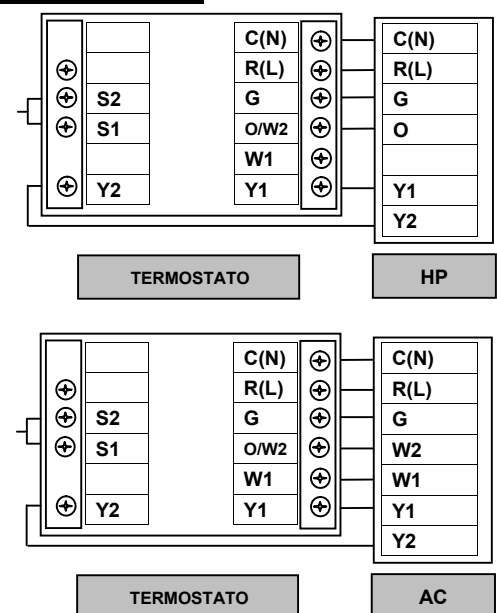 C(N) C(N)
R(L) R(L)
S2 G G
S1 O/W2 O
W1
Y2 Y1 Y1
Y2
TERMOSTATO HP
C(N) C(N)
R(L) R(L)
S2 G G
S1 O/W2 W2
W1 W1
Y2 Y1 Y1
Y2
TERMOSTATO AC